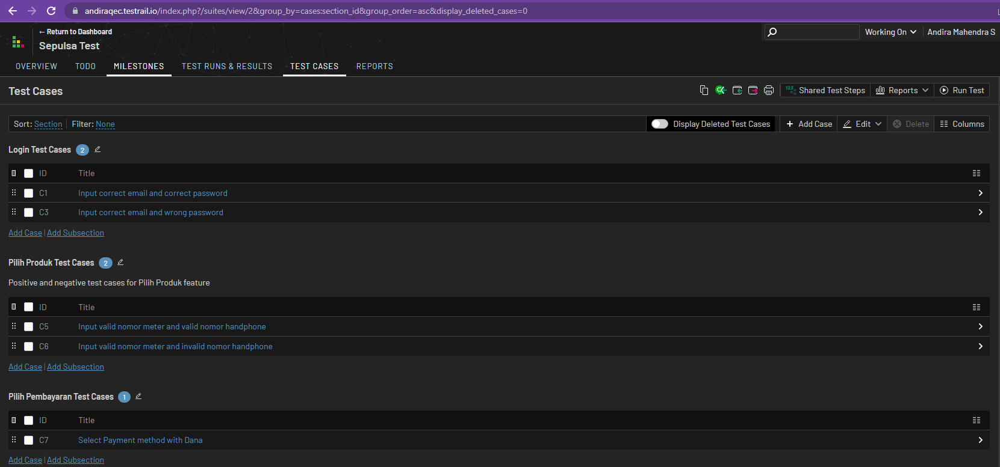 andiraqec.testrail.io/index.php?/suites/view/2&group_by=cases:section_id&group_order=asc&display_deleted_cases=0
← Return to Dashboard
Sepulsa Test
Working On
Andira Mahendra S
OVERVIEW TODO MILESTONES TEST RUNS & RESULTS TEST CASES REPORTS
Test Cases
123 Shared Test Steps Reports Run Test
Sort: Section Filter: None
Display Deleted Test Cases + Add Case Edit Delete Columns
Login Test Cases 2
ID Title
C1 Input correct email and correct password
C3 Input correct email and wrong password
Add Case | Add Subsection
Pilih Produk Test Cases 2
Positive and negative test cases for Pilih Produk feature
ID Title
C5 Input valid nomor meter and valid nomor handphone
C6 Input valid nomor meter and invalid nomor handphone
Add Case | Add Subsection
Pilih Pembayaran Test Cases 1
ID Title
C7 Select Payment method with Dana
Add Case | Add Subsection